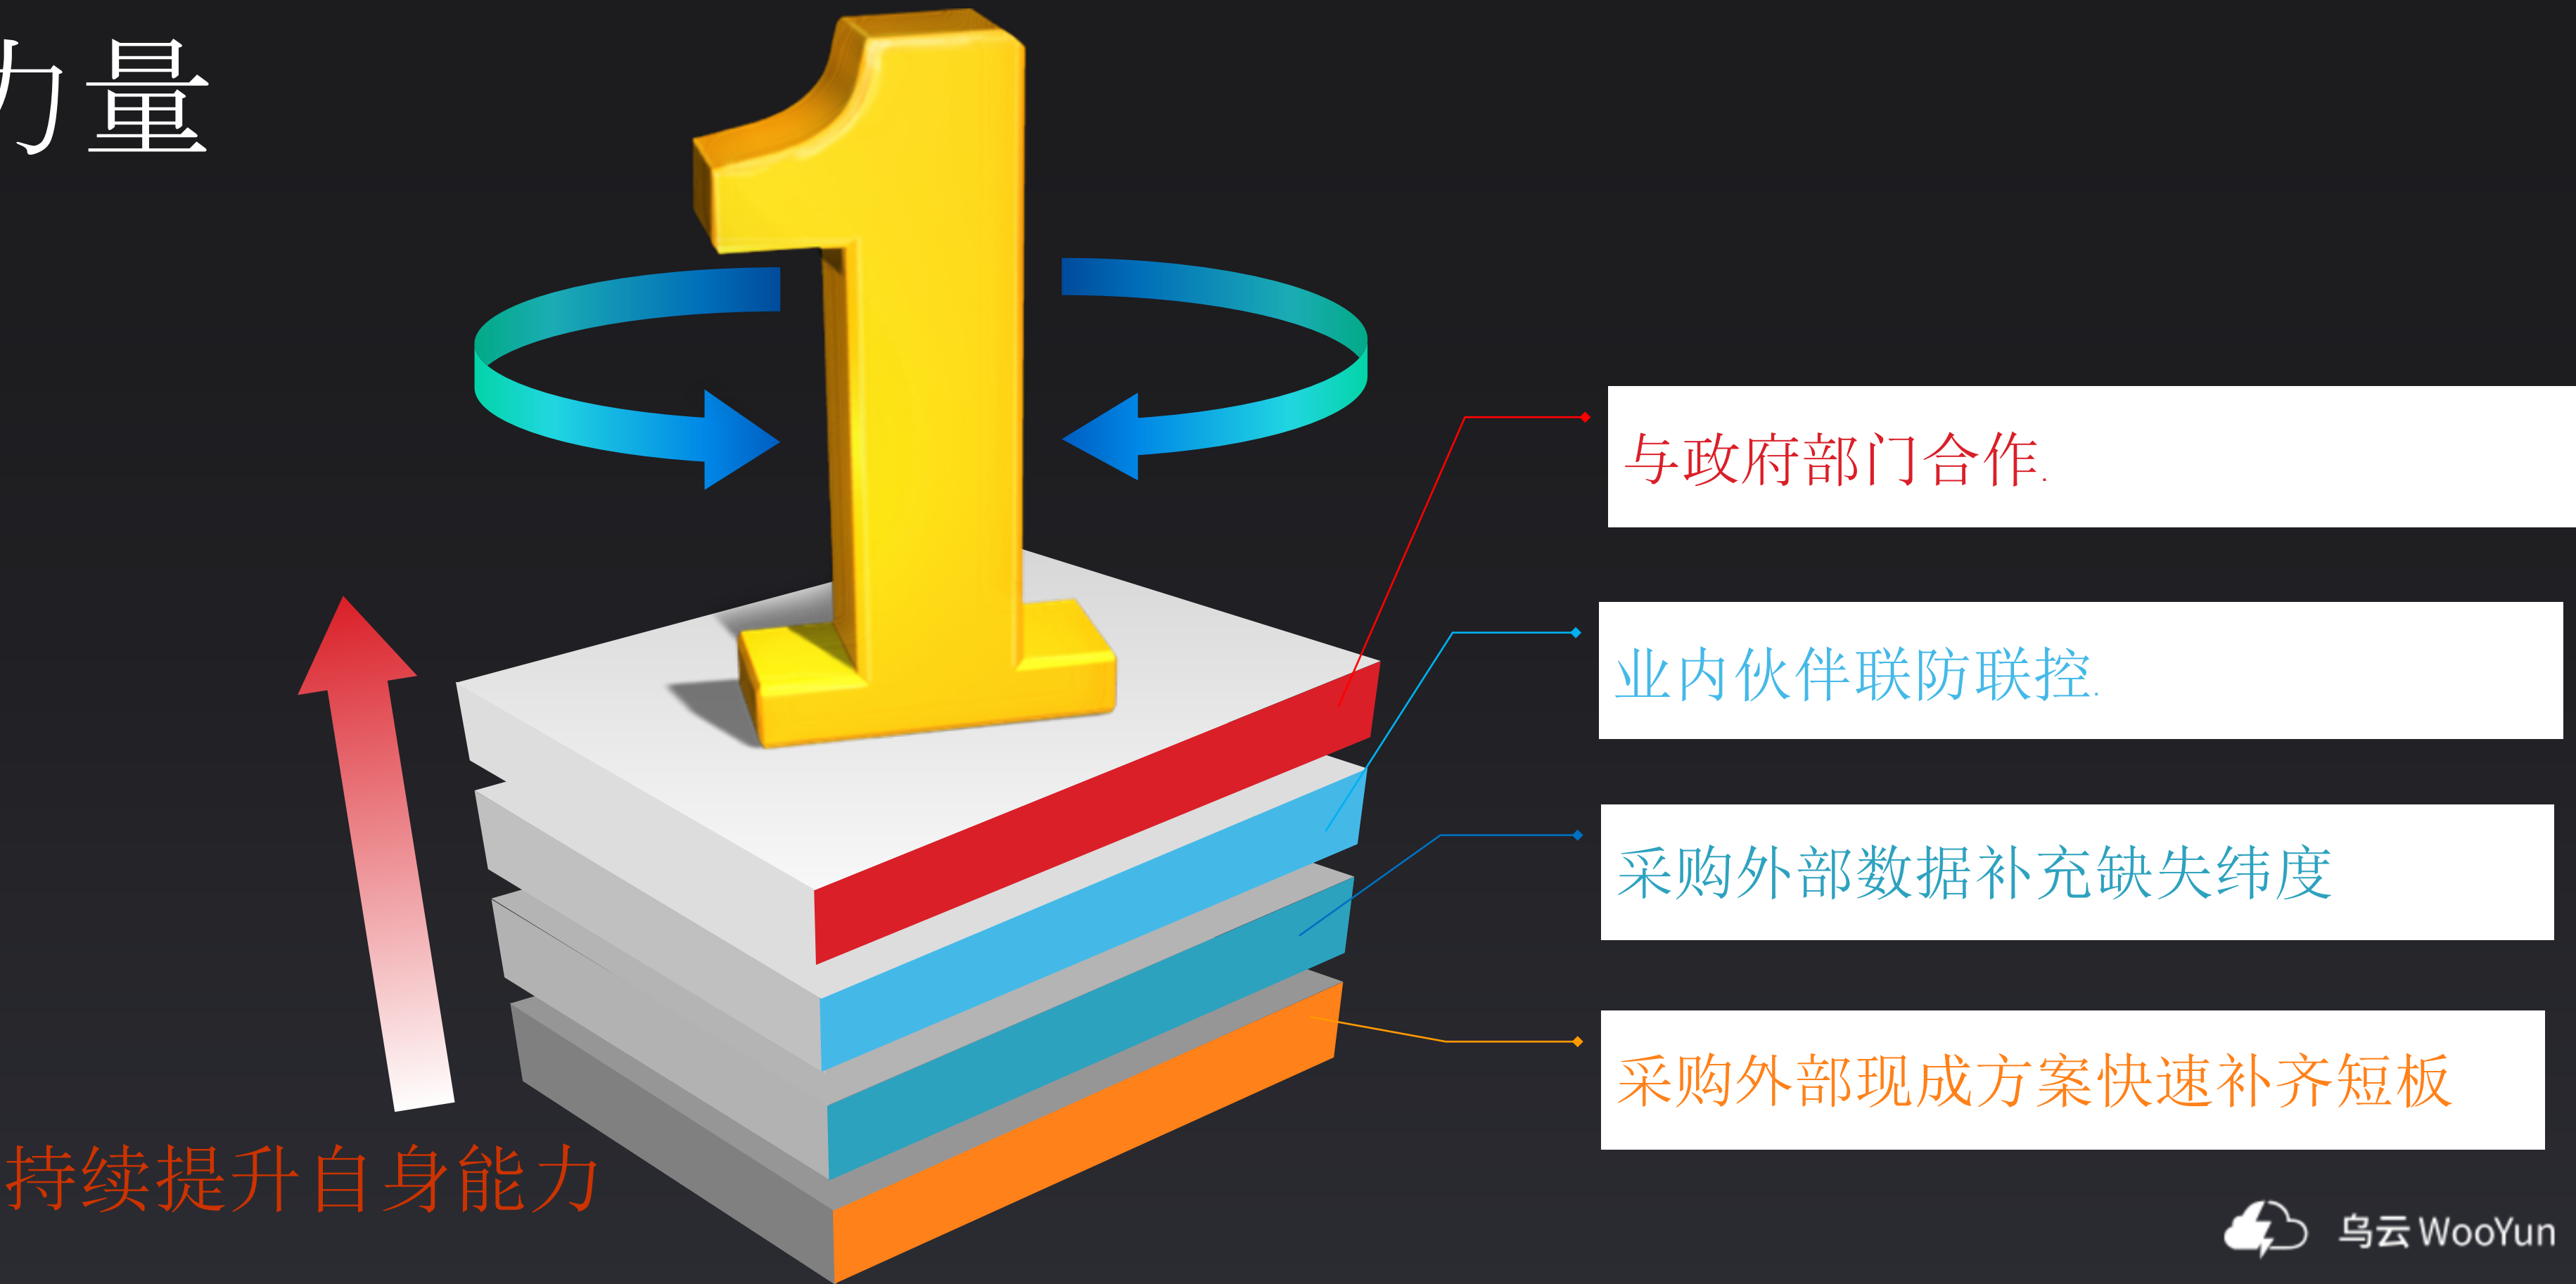 力量
1
与政府部门合作.
业内伙伴联防联控.
采购外部数据补充缺失纬度
采购外部现成方案快速补齐短板
持续提升自身能力
乌云 WooYun